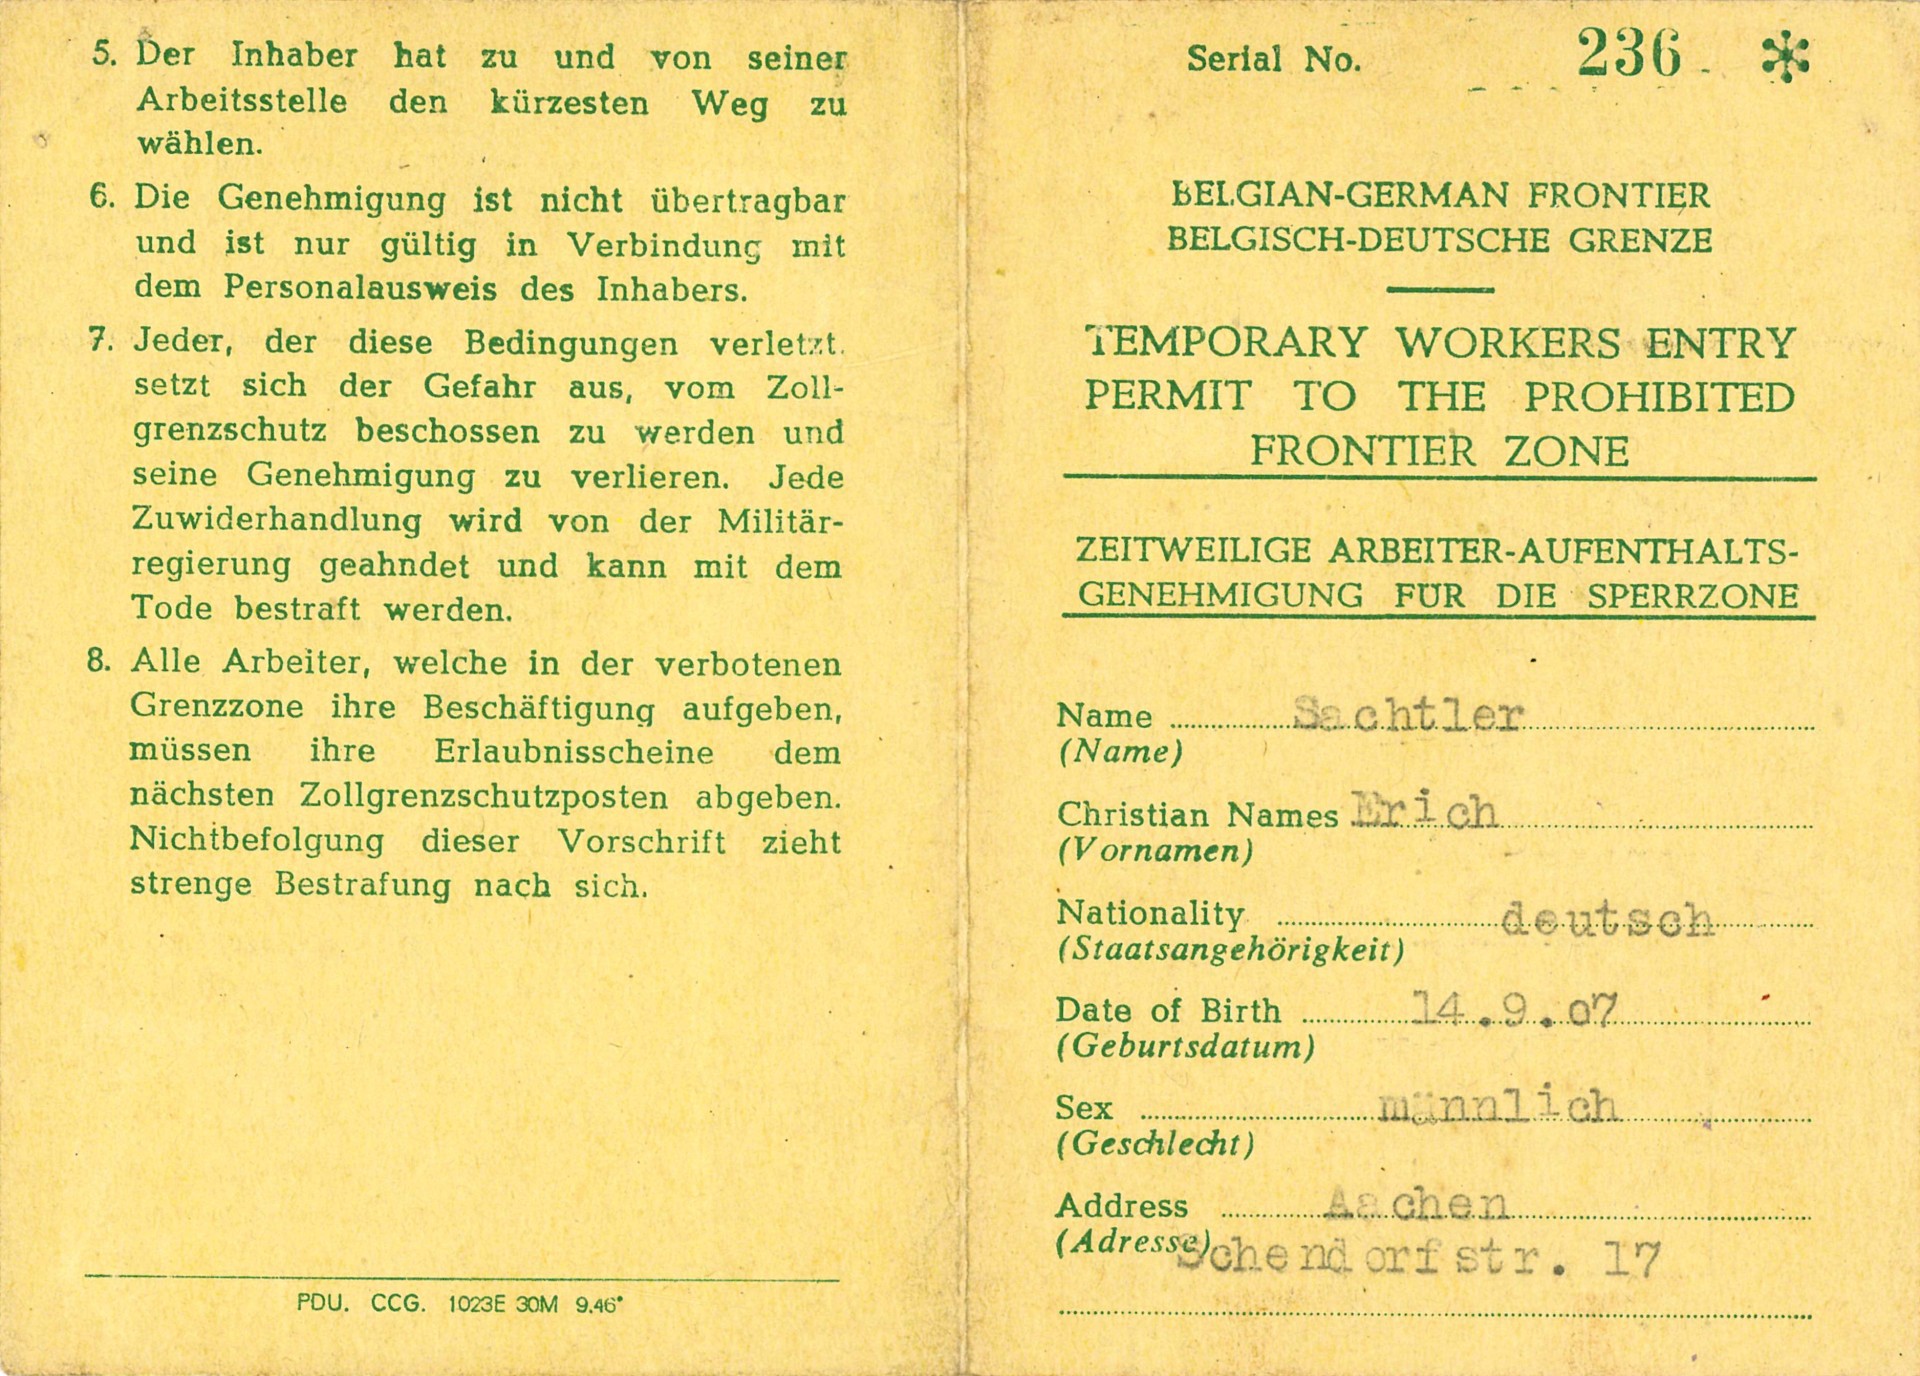 5. Der Inhaber hat zu und von seiner
Arbeitsstelle den kürzesten Weg zu
wählen.
6. Die Genehmigung ist nicht übertragbar
und ist nur gültig in Verbindung mit
dem Personalausweis des Inhabers.
7. Jeder, der diese Bedingungen verletzt.
setzt sich der Gefahr aus, vom Zoll-
grenzschutz beschossen zu werden und
seine Genehmigung zu verlieren. Jede
Zuwiderhandlung wird von der Militär-
regierung geahndet und kann mit dem
Tode bestraft werden.
8. Alle Arbeiter, welche in der verbotenen
Grenzzone ihre Beschäftigung aufgeben,
müssen ihre Erlaubnisscheine dem
nächsten Zollgrenzschutzposten abgeben.
Nichtbefolgung dieser Vorschrift zieht
strenge Bestrafung nach sich.
PDU. CCG. 1023E 30M 9.46*
Serial No. 236 *
BELGIAN-GERMAN FRONTIER
BELGISCH-DEUTSCHE GRENZE
TEMPORARY WORKERS ENTRY
PERMIT TO THE PROHIBITED
FRONTIER ZONE
ZEITWEILIGE ARBEITER-AUFENTHALTS-
GENEHMIGUNG FÜR DIE SPERRZONE
Name Sachtler
(Name)
Christian Names Erich
(Vornamen)
Nationality deutsch
(Staatsangehörigkeit)
Date of Birth 14.9.07
(Geburtsdatum)
Sex männlich
(Geschlecht)
Address Aachen
(Adresse) Schendorfstr. 17